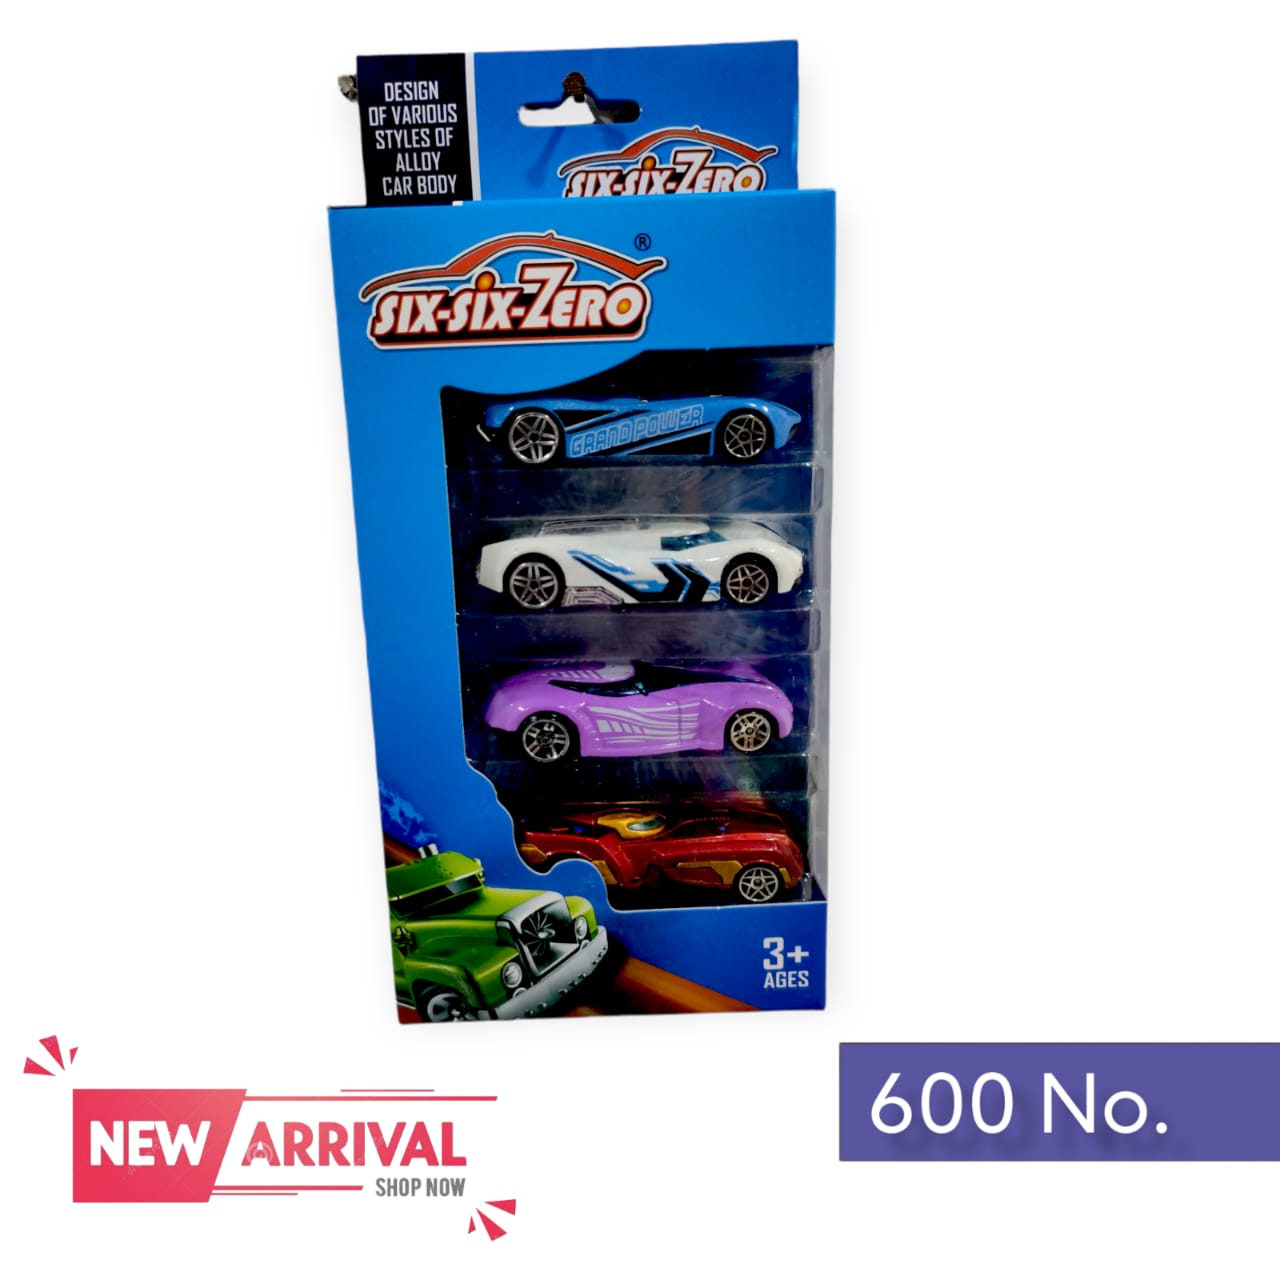 DESIGN
OF VARIOUS
STYLES OF
ALLOY
CAR BODY
SIX-SIX-ZERO
®
SIX-SIX-ZERO
GRAND POWER
3+
AGES
NEW ARRIVAL
SHOP NOW
600 No.